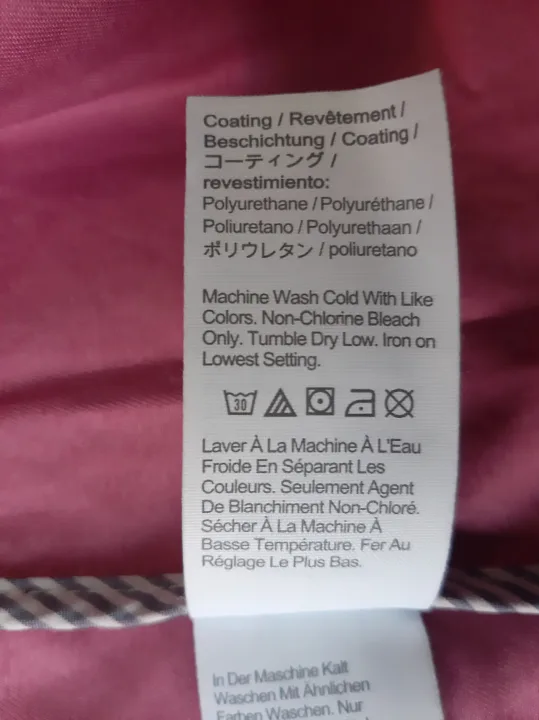 Coating / Revêtement /
Beschichtung / Coating /
コーティング /
revestimiento:
Polyurethane / Polyuréthane /
Poliuretano / Polyurethaan /
ポリウレタン / poliuretano
Machine Wash Cold With Like
Colors. Non-Chlorine Bleach
Only. Tumble Dry Low. Iron on
Lowest Setting.
30
Laver À La Machine À L'Eau
Froide En Séparant Les
Couleurs. Seulement Agent
De Blanchiment Non-Chloré.
Sécher À La Machine À
Basse Température. Fer Au
Réglage Le Plus Bas.
In Der Maschine Kalt
Waschen Mit Ähnlichen
Farben Waschen. Nur